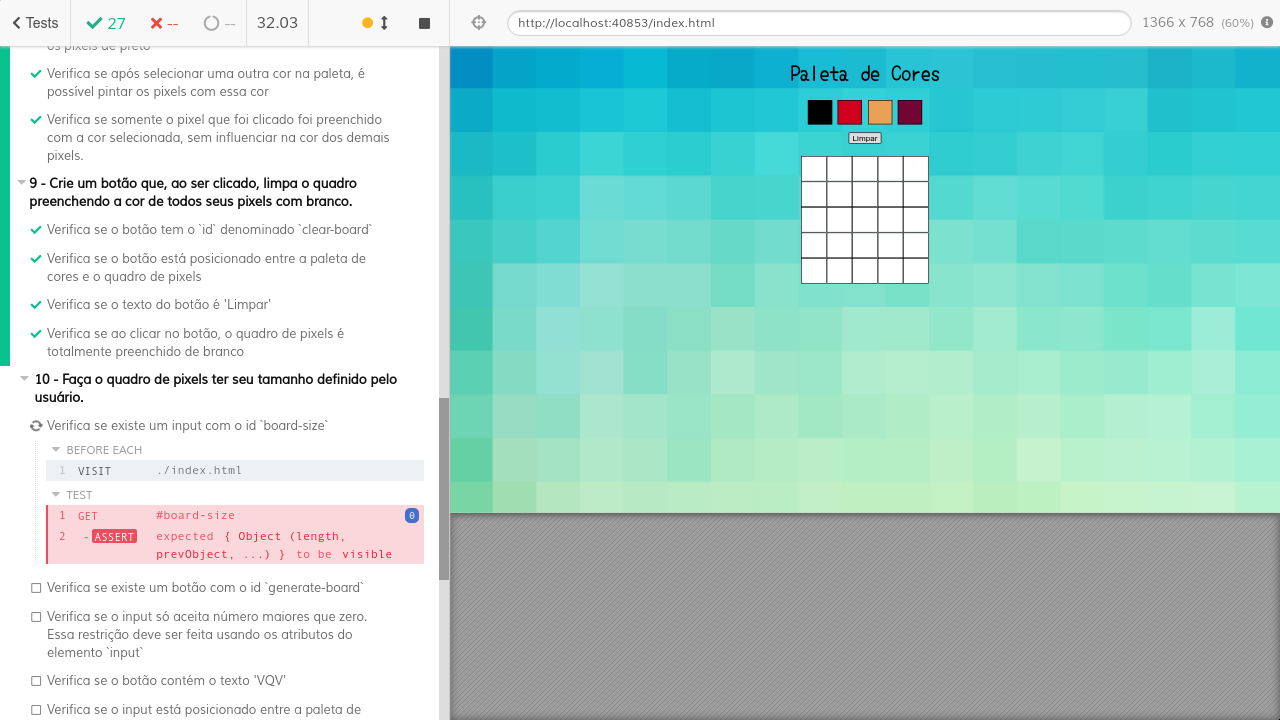 Tests
27
--
--
32.03
http://localhost:40853/index.html
1366 x 768 (60%)
os pixels de preto
Verifica se após selecionar uma outra cor na paleta, é
possível pintar os pixels com essa cor
Verifica se somente o pixel que foi clicado foi preenchido
com a cor selecionada, sem influenciar na cor dos demais
pixels.
9 - Crie um botão que, ao ser clicado, limpa o quadro
preenchendo a cor de todos seus pixels com branco.
Verifica se o botão tem o `id` denominado `clear-board`
Verifica se o botão está posicionado entre a paleta de
cores e o quadro de pixels
Verifica se o texto do botão é 'Limpar'
Verifica se ao clicar no botão, o quadro de pixels é
totalmente preenchido de branco
10 - Faça o quadro de pixels ter seu tamanho definido pelo
usuário.
Verifica se existe um input com o id `board-size`
BEFORE EACH
1 VISIT ./index.html
TEST
1 GET #board-size 0
2 -ASSERT expected { Object (length,
prevObject, ...) } to be visible
Verifica se existe um botão com o id `generate-board`
Verifica se o input só aceita número maiores que zero.
Essa restrição deve ser feita usando os atributos do
elemento `input`
Verifica se o botão contém o texto 'VQV'
Verifica se o input está posicionado entre a paleta de
Paleta de Cores
Limpar